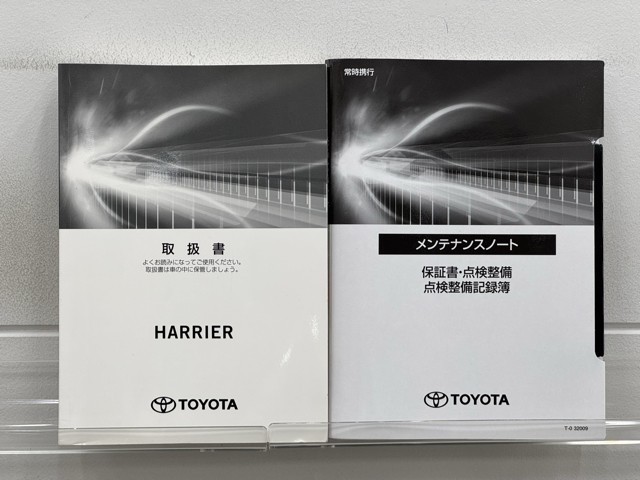 取扱書
よくお読みになってご使用ください。
取扱書は車の中に保管しましょう。
HARRIER
TOYOTA
常時携行
メンテナンスノート
保証書・点検整備
点検整備記録簿
TOYOTA
T-0 32009